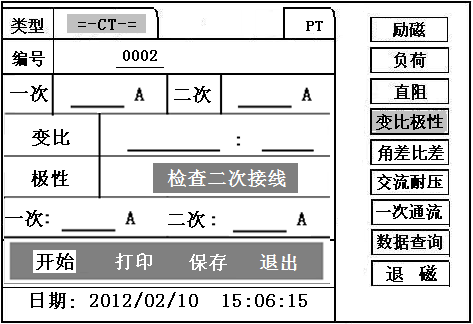 类型 =-CT-= PT
编号 0002
一次 A 二次 A
变比 :
极性 检查二次接线
一次: A 二次: A
开始 打印 保存 退出
日期: 2012/02/10 15:06:15
励磁
负荷
直阻
变比极性
角差比差
交流耐压
一次通流
数据查询
退 磁